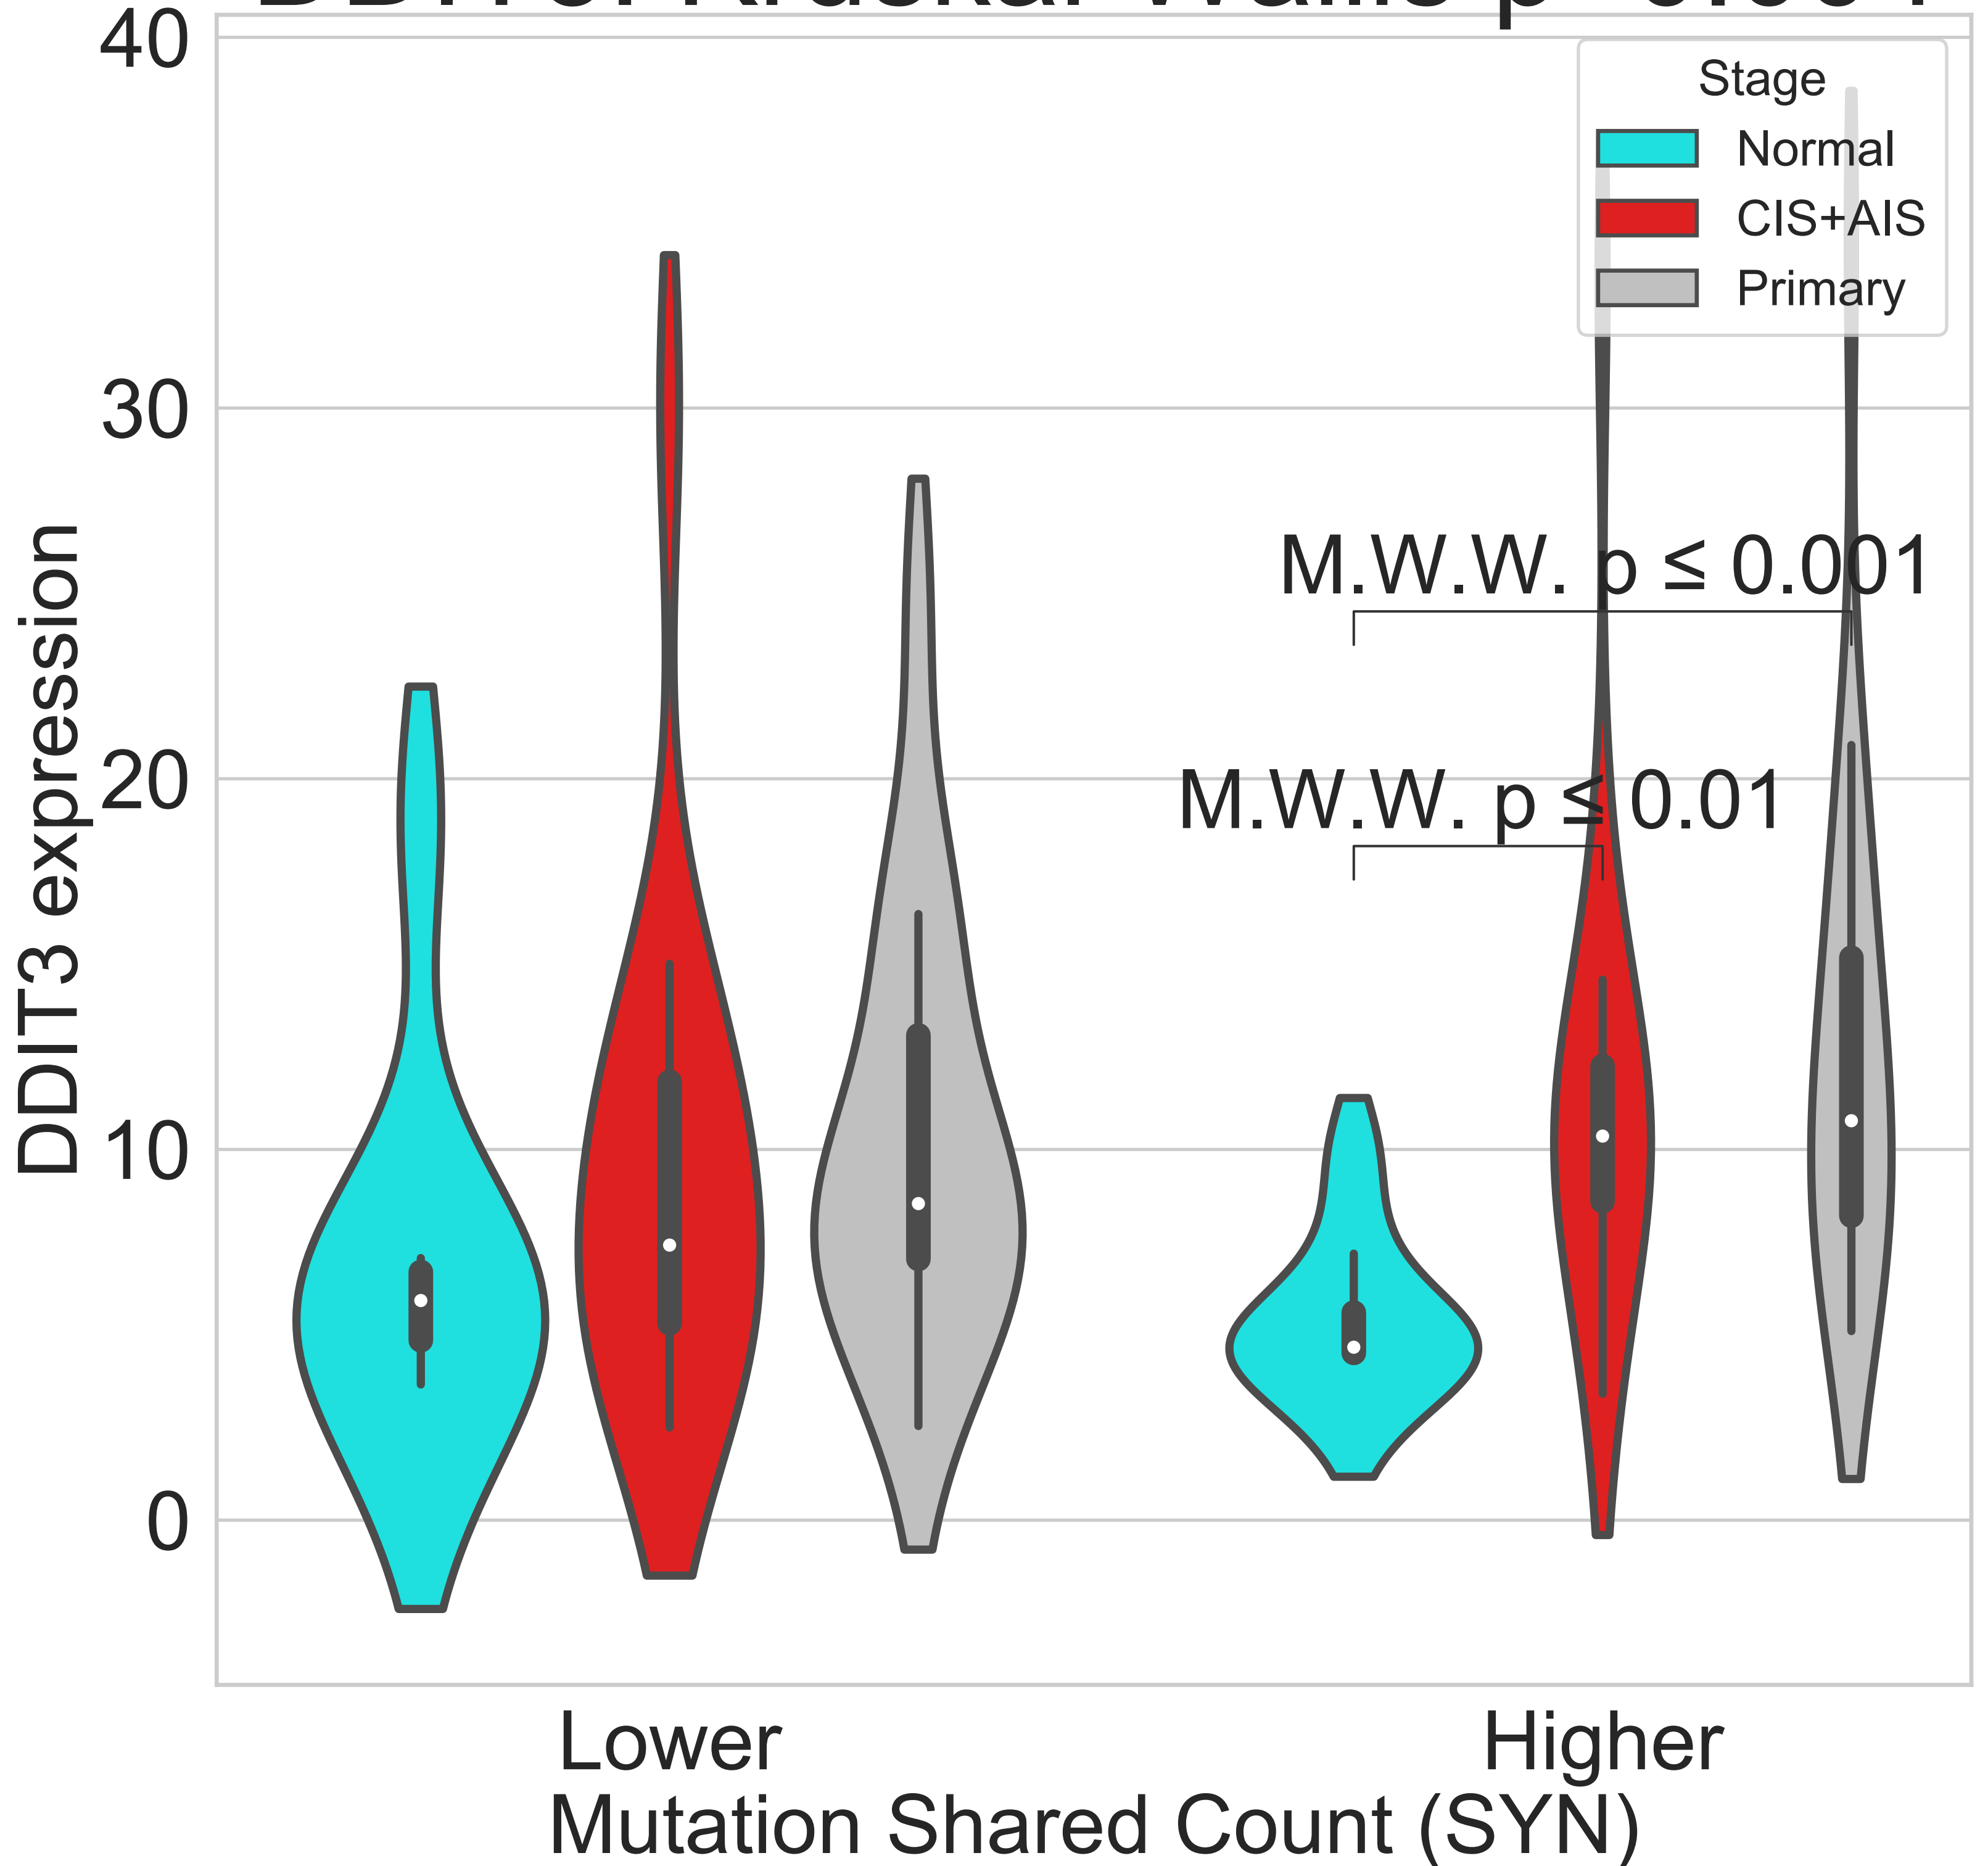 40
Stage
Normal
CIS+AIS
Primary
30
M.W.W. p ≤ 0.001
20
M.W.W. p ≤ 0.01
10
0
DDIT3 expression
Lower
Higher
Mutation Shared Count (SYN)